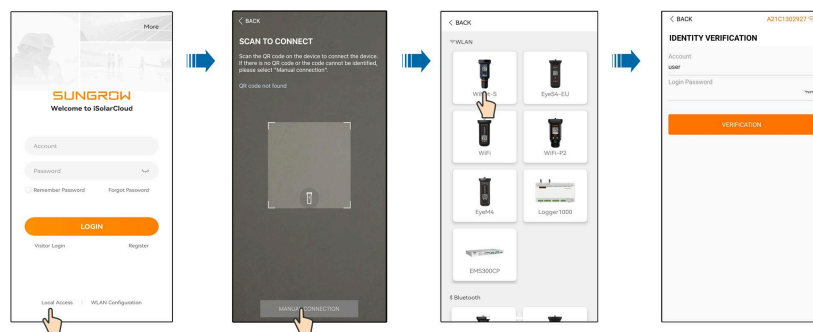 More
SUNGROW
Welcome to iSolarCloud
Account
Password
Remember Password
Forgot Password
LOGIN
Visitor Login
Register
Local Access
WLAN Configuration
BACK
SCAN TO CONNECT
Scan the QR code on the device to connect the device.
If there is no QR code or the code cannot be identified,
please select "Manual connection".
QR code not found
MANUAL CONNECTION
BACK
WLAN
EyeS4-EU
WiFi
WiFi-P2
EyeM4
Logger1000
EMS300CP
Bluetooth
BACK
A21C1302927
IDENTITY VERIFICATION
Account
user
Login Password
VERIFICATION